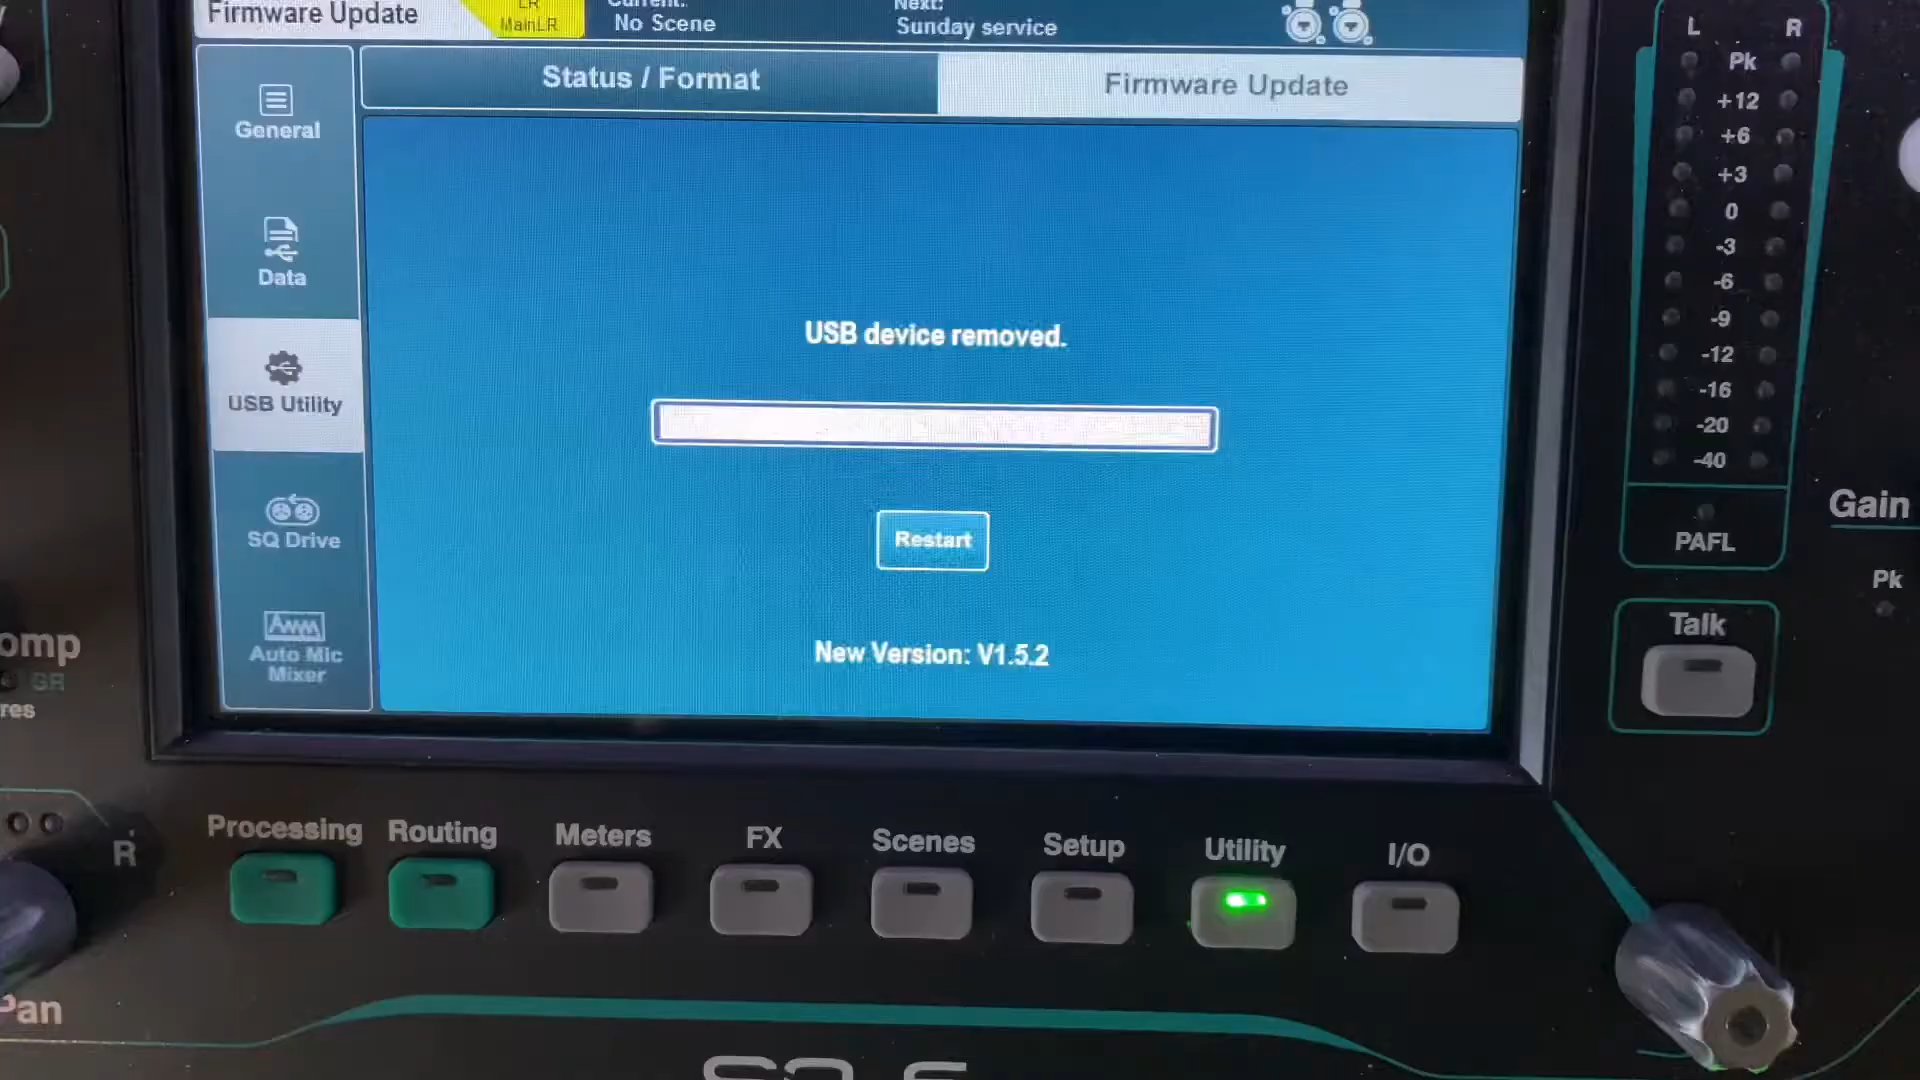 Firmware Update
LR
MainLR
Current:
No Scene
Next:
Sunday service
General
Data
USB Utility
SQ Drive
Auto Mic
Mixer
Status / Format
Firmware Update
USB device removed.
Restart
New Version: V1.5.2
L
R
Pk
+12
+6
+3
0
-3
-6
-9
-12
-16
-20
-40
PAFL
Talk
Gain
Pk
omp
GR
res
R
Pan
Processing
Routing
Meters
FX
Scenes
Setup
Utility
I/O